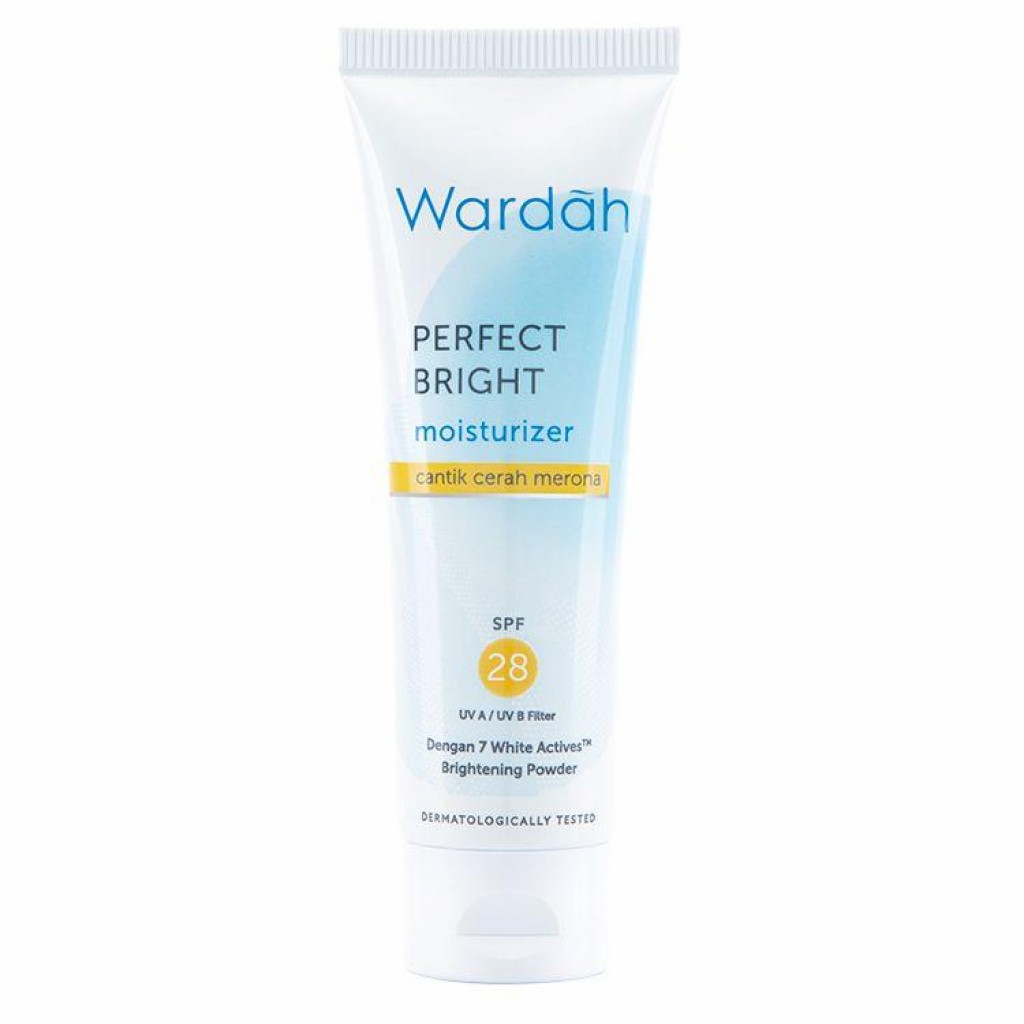 Wardãh
PERFECT
BRIGHT
moisturizer
cantik cerah merona
SPF
28
UV A / UV B Filter
Dengan 7 White Actives™
Brightening Powder
DERMATOLOGICALLY TESTED